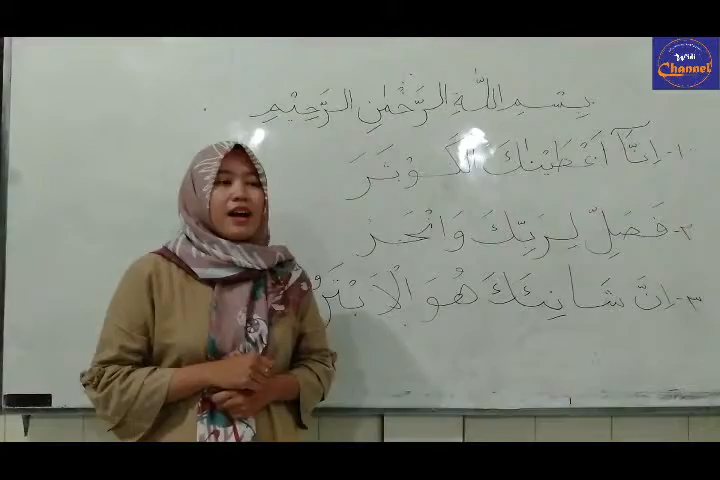 بِسْمِ اللّٰهِ الرَّحْمٰنِ الرَّحِيْمِ
١- اِنَّآ اَعْطَيْنٰكَ الْكَوْثَرَ
٢- فَصَلِّ لِرَبِّكَ وَانْحَرْ
٣- اِنَّ شَانِئَكَ هُوَ الْاَبْتَرُ
Channel